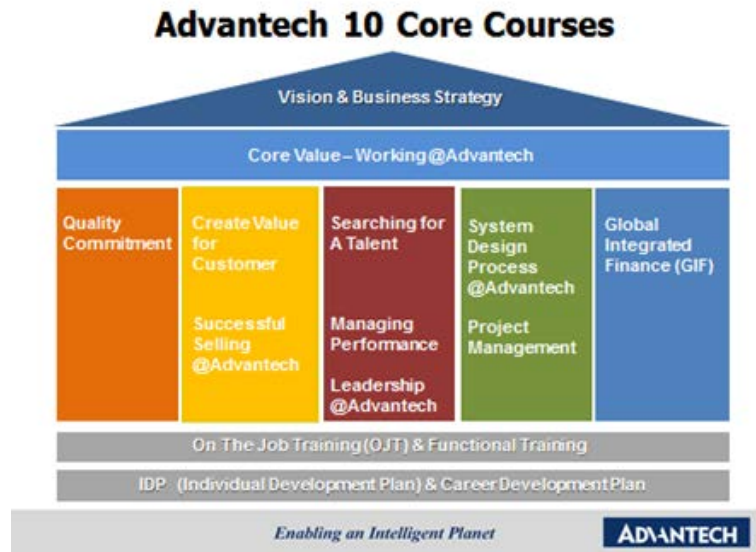 Advantech 10 Core Courses
Vision & Business Strategy
Core Value – Working@Advantech
Quality
Commitment
Create Value
for
Customer
Successful
Selling
@Advantech
Searching for
A Talent
Managing
Performance
Leadership
@Advantech
System
Design
Process
@Advantech
Project
Management
Global
Integrated
Finance (GIF)
On The Job Training (OJT) & Functional Training
IDP (Individual Development Plan) & Career Development Plan
Enabling an Intelligent Planet
ADVANTECH